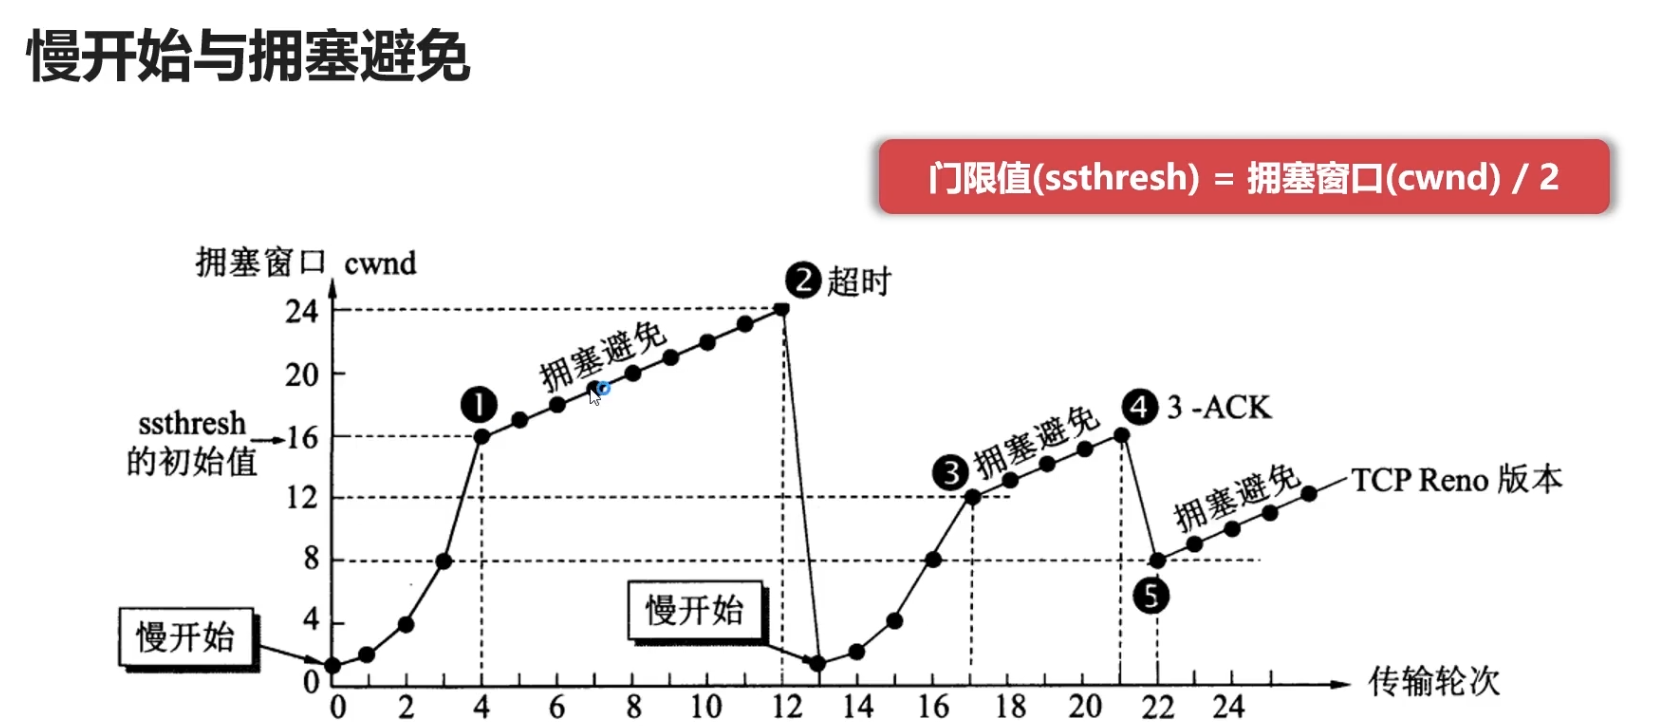 慢开始与拥塞避免
门限值(ssthresh) = 拥塞窗口(cwnd) / 2
拥塞窗口 cwnd
❷超时
24
拥塞避免
20
❶
❹ 3 -ACK
ssthresh
的初始值
16
❸
拥塞避免
拥塞避免
TCP Reno 版本
12
8
❺
慢开始
慢开始
4
0
传输轮次
0 2 4 6 8 10 12 14 16 18 20 22 24